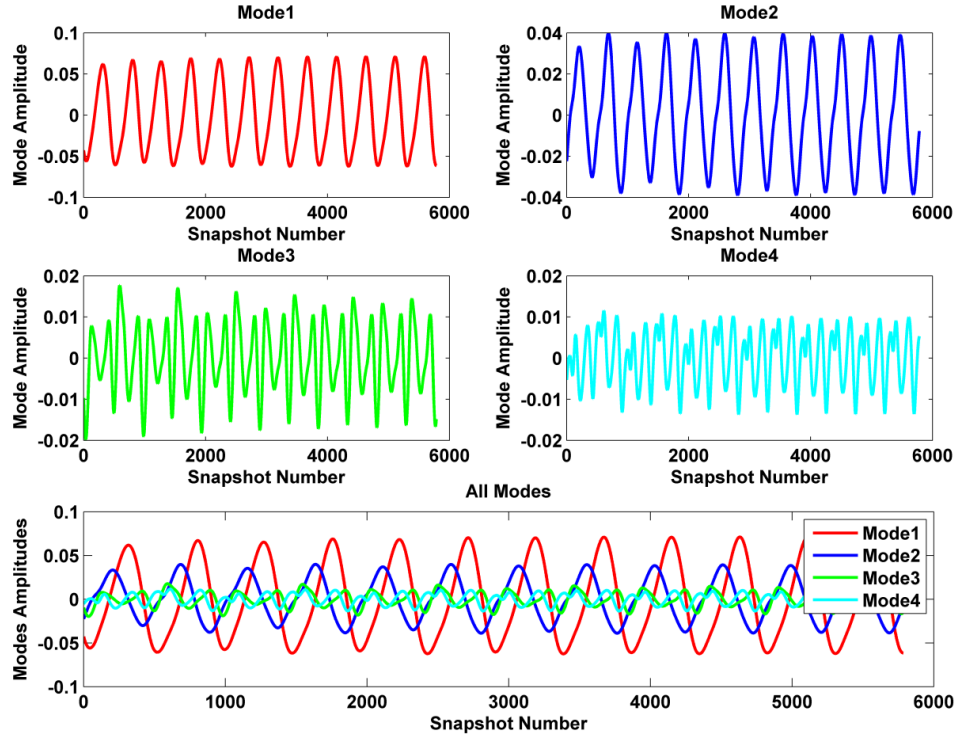 Mode1
Mode Amplitude
0.1
0.05
0
-0.05
-0.1
0
2000
4000
6000
Snapshot Number
Mode2
Mode Amplitude
0.04
0.02
0
-0.02
-0.04
0
2000
4000
6000
Snapshot Number
Mode3
Mode Amplitude
0.02
0.01
0
-0.01
-0.02
0
2000
4000
6000
Snapshot Number
Mode4
Mode Amplitude
0.02
0.01
0
-0.01
-0.02
0
2000
4000
6000
Snapshot Number
All Modes
Modes Amplitudes
0.1
0.05
0
-0.05
-0.1
0
1000
2000
3000
4000
5000
6000
Snapshot Number
Mode1
Mode2
Mode3
Mode4